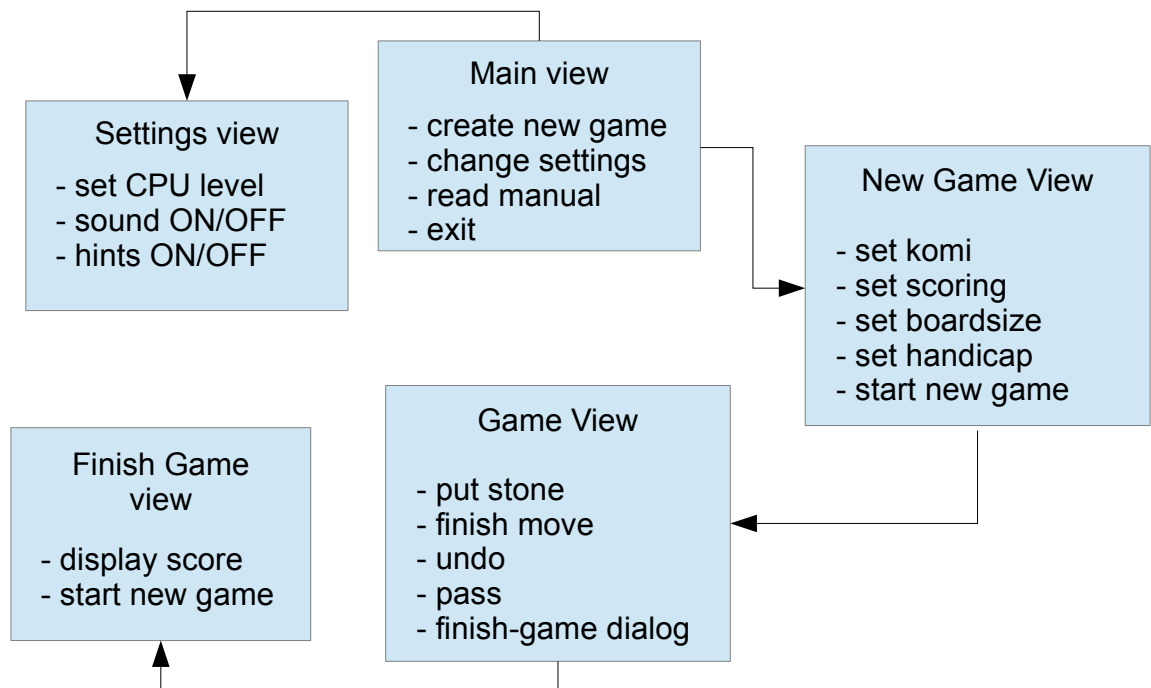 Main view
- create new game
- change settings
- read manual
- exit
Settings view
- set CPU level
- sound ON/OFF
- hints ON/OFF
New Game View
- set komi
- set scoring
- set boardsize
- set handicap
- start new game
Game View
- put stone
- finish move
- undo
- pass
- finish-game dialog
Finish Game
view
- display score
- start new game